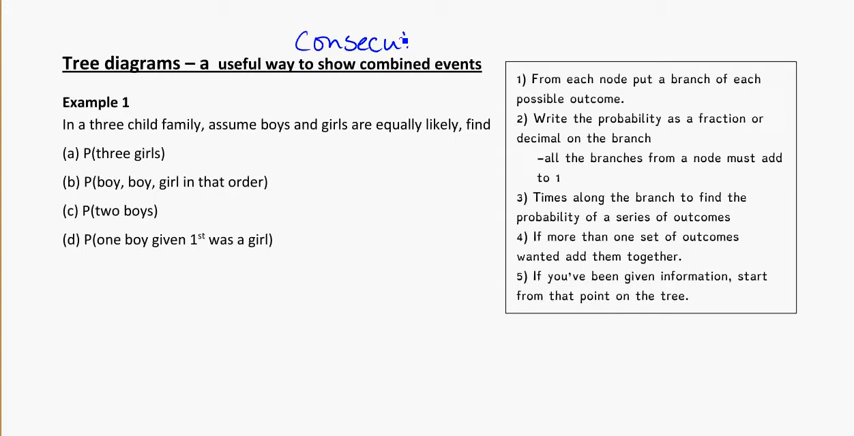 Consecu
Tree diagrams – a useful way to show combined events
Example 1
In a three child family, assume boys and girls are equally likely, find
(a) P(three girls)
(b) P(boy, boy, girl in that order)
(c) P(two boys)
(d) P(one boy given 1st was a girl)
1) From each node put a branch of each
possible outcome.
2) Write the probability as a fraction or
decimal on the branch
-all the branches from a node must add
to 1
3) Times along the branch to find the
probability of a series of outcomes
4) If more than one set of outcomes
wanted add them together.
5) If you've been given information, start
from that point on the tree.